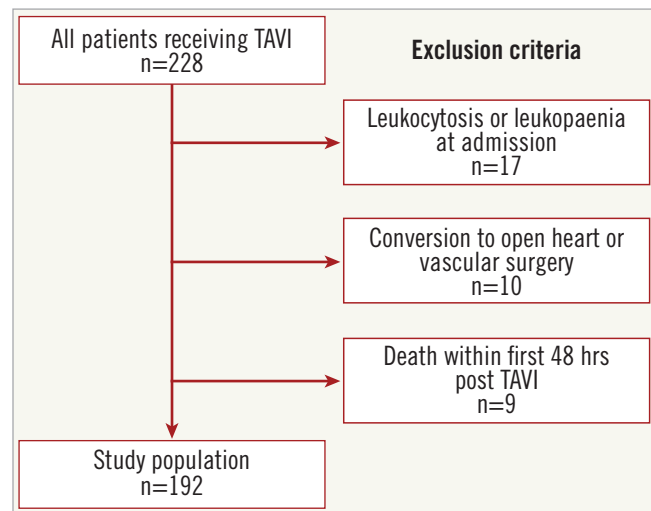 All patients receiving TAVI
n=228
Exclusion criteria
Leukocytosis or leukopaenia
at admission
n=17
Conversion to open heart or
vascular surgery
n=10
Death within first 48 hrs
post TAVI
n=9
Study population
n=192